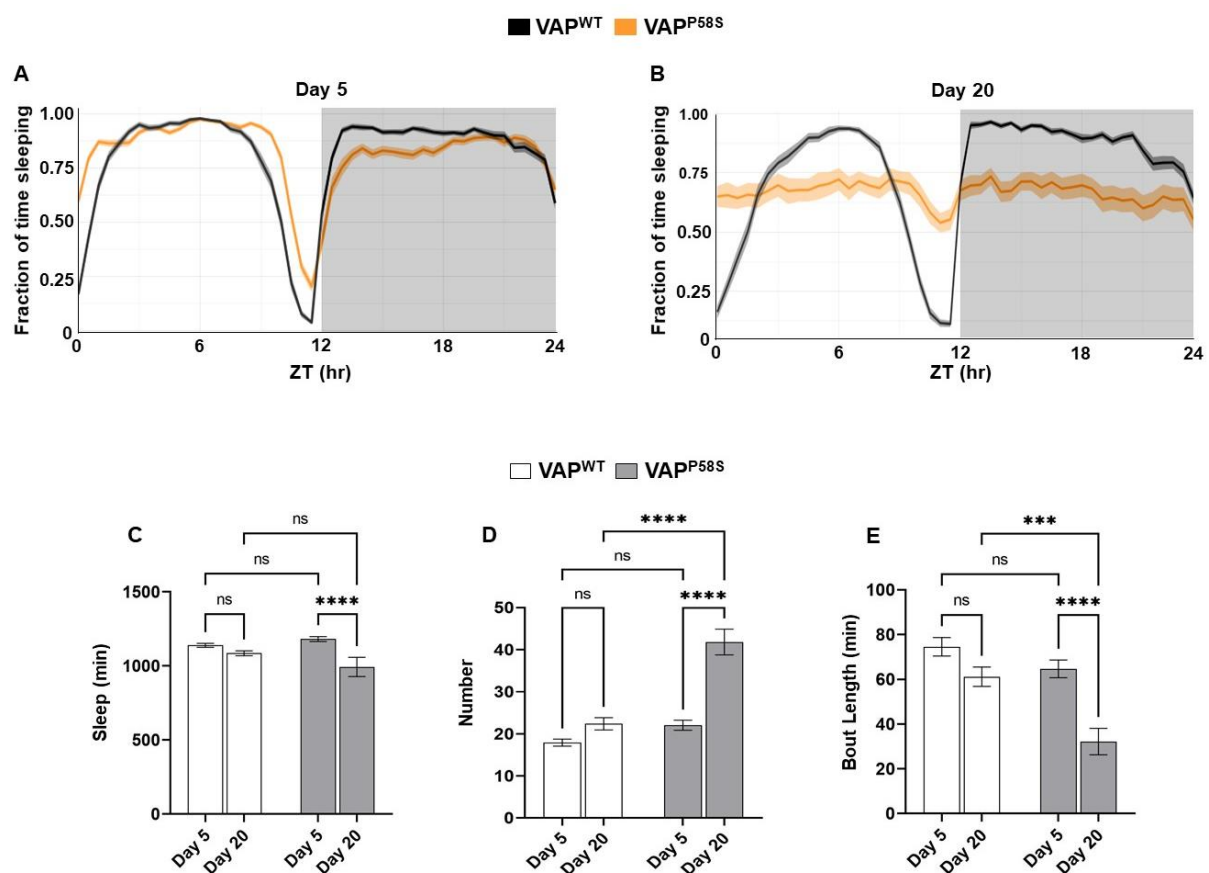 VAPWT VAPP58S
A
Day 5
Fraction of time sleeping
1.00
0.75
0.50
0.25
0
0 6 12 18 24
ZT (hr)
B
Day 20
Fraction of time sleeping
1.00
0.75
0.50
0.25
0
0 6 12 18 24
ZT (hr)
VAPWT VAPP58S
C
ns
ns
ns
****
Sleep (min)
1500
1000
500
0
Day 5
Day 20
Day 5
Day 20
D
****
ns
ns
****
Number
50
40
30
20
10
0
Day 5
Day 20
Day 5
Day 20
E
***
ns
ns
****
Bout Length (min)
100
80
60
40
20
0
Day 5
Day 20
Day 5
Day 20